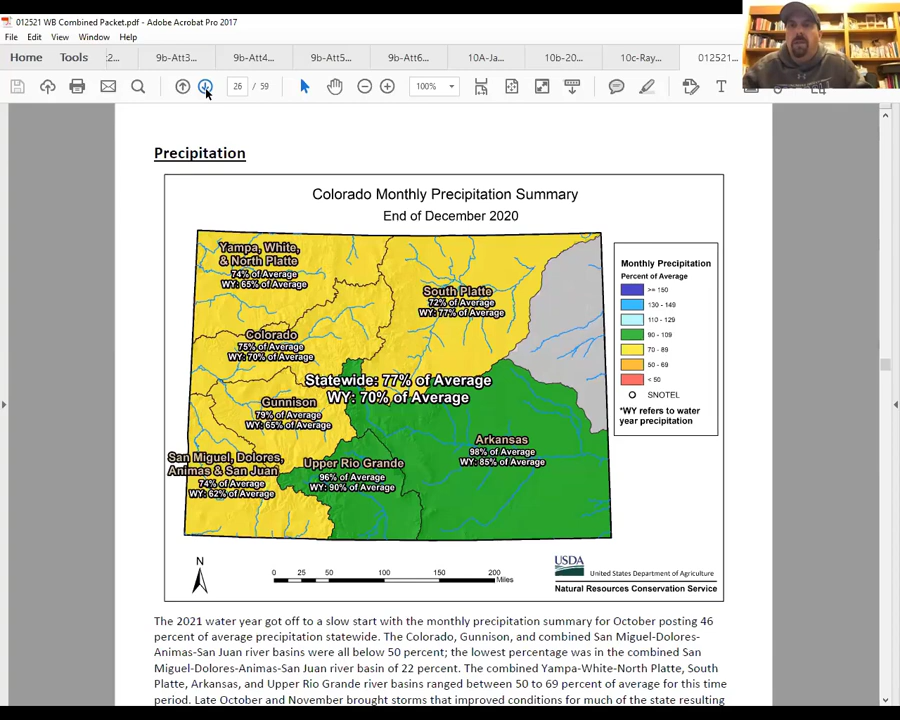 012521 WB Combined Packet.pdf - Adobe Acrobat Pro 2017
File Edit View Window Help
Home Tools 2... 9b-Att3... 9b-Att4... 9b-Att5... 9b-Att6... 10A-Ja... 10b-20... 10c-Ray... 012521...
26 / 59 100%
Precipitation
Colorado Monthly Precipitation Summary
End of December 2020
Yampa, White,
& North Platte
74% of Average
WY: 65% of Average
South Platte
72% of Average
WY: 77% of Average
Colorado
75% of Average
WY: 70% of Average
Statewide: 77% of Average
WY: 70% of Average
Gunnison
79% of Average
WY: 65% of Average
Arkansas
98% of Average
WY: 85% of Average
San Miguel, Dolores,
Animas & San Juan
74% of Average
WY: 62% of Average
Upper Rio Grande
96% of Average
WY: 90% of Average
Monthly Precipitation
Percent of Average
>= 150
130 - 149
110 - 129
90 - 109
70 - 89
50 - 69
< 50
SNOTEL
*WY refers to water
year precipitation
N
0 25 50 100 150 200
Miles
USDA United States Department of Agriculture
Natural Resources Conservation Service
The 2021 water year got off to a slow start with the monthly precipitation summary for October posting 46
percent of average precipitation statewide. The Colorado, Gunnison, and combined San Miguel-Dolores-
Animas-San Juan river basins were all below 50 percent; the lowest percentage was in the combined San
Miguel-Dolores-Animas-San Juan river basin of 22 percent. The combined Yampa-White-North Platte, South
Platte, Arkansas, and Upper Rio Grande river basins ranged between 50 to 69 percent of average for this time
period. Late October and November brought storms that improved conditions for much of the state resulting